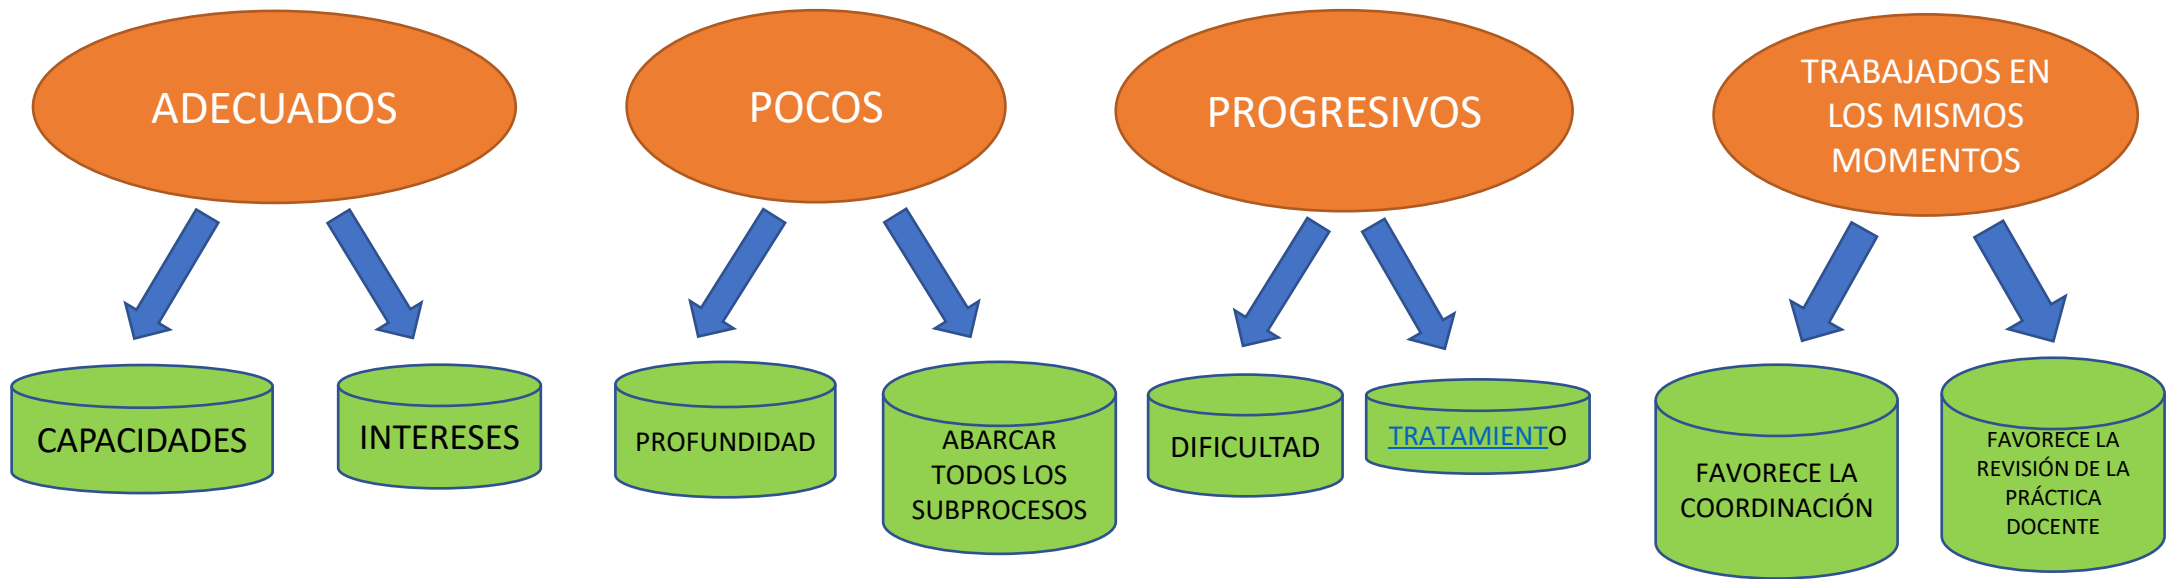 ADECUADOS
POCOS
PROGRESIVOS
TRABAJADOS EN
LOS MISMOS
MOMENTOS
CAPACIDADES
INTERESES
PROFUNDIDAD
ABARCAR
TODOS LOS
SUBPROCESOS
DIFICULTAD
TRATAMIENTO
FAVORECE LA
COORDINACIÓN
FAVORECE LA
REVISIÓN DE LA
PRÁCTICA
DOCENTE